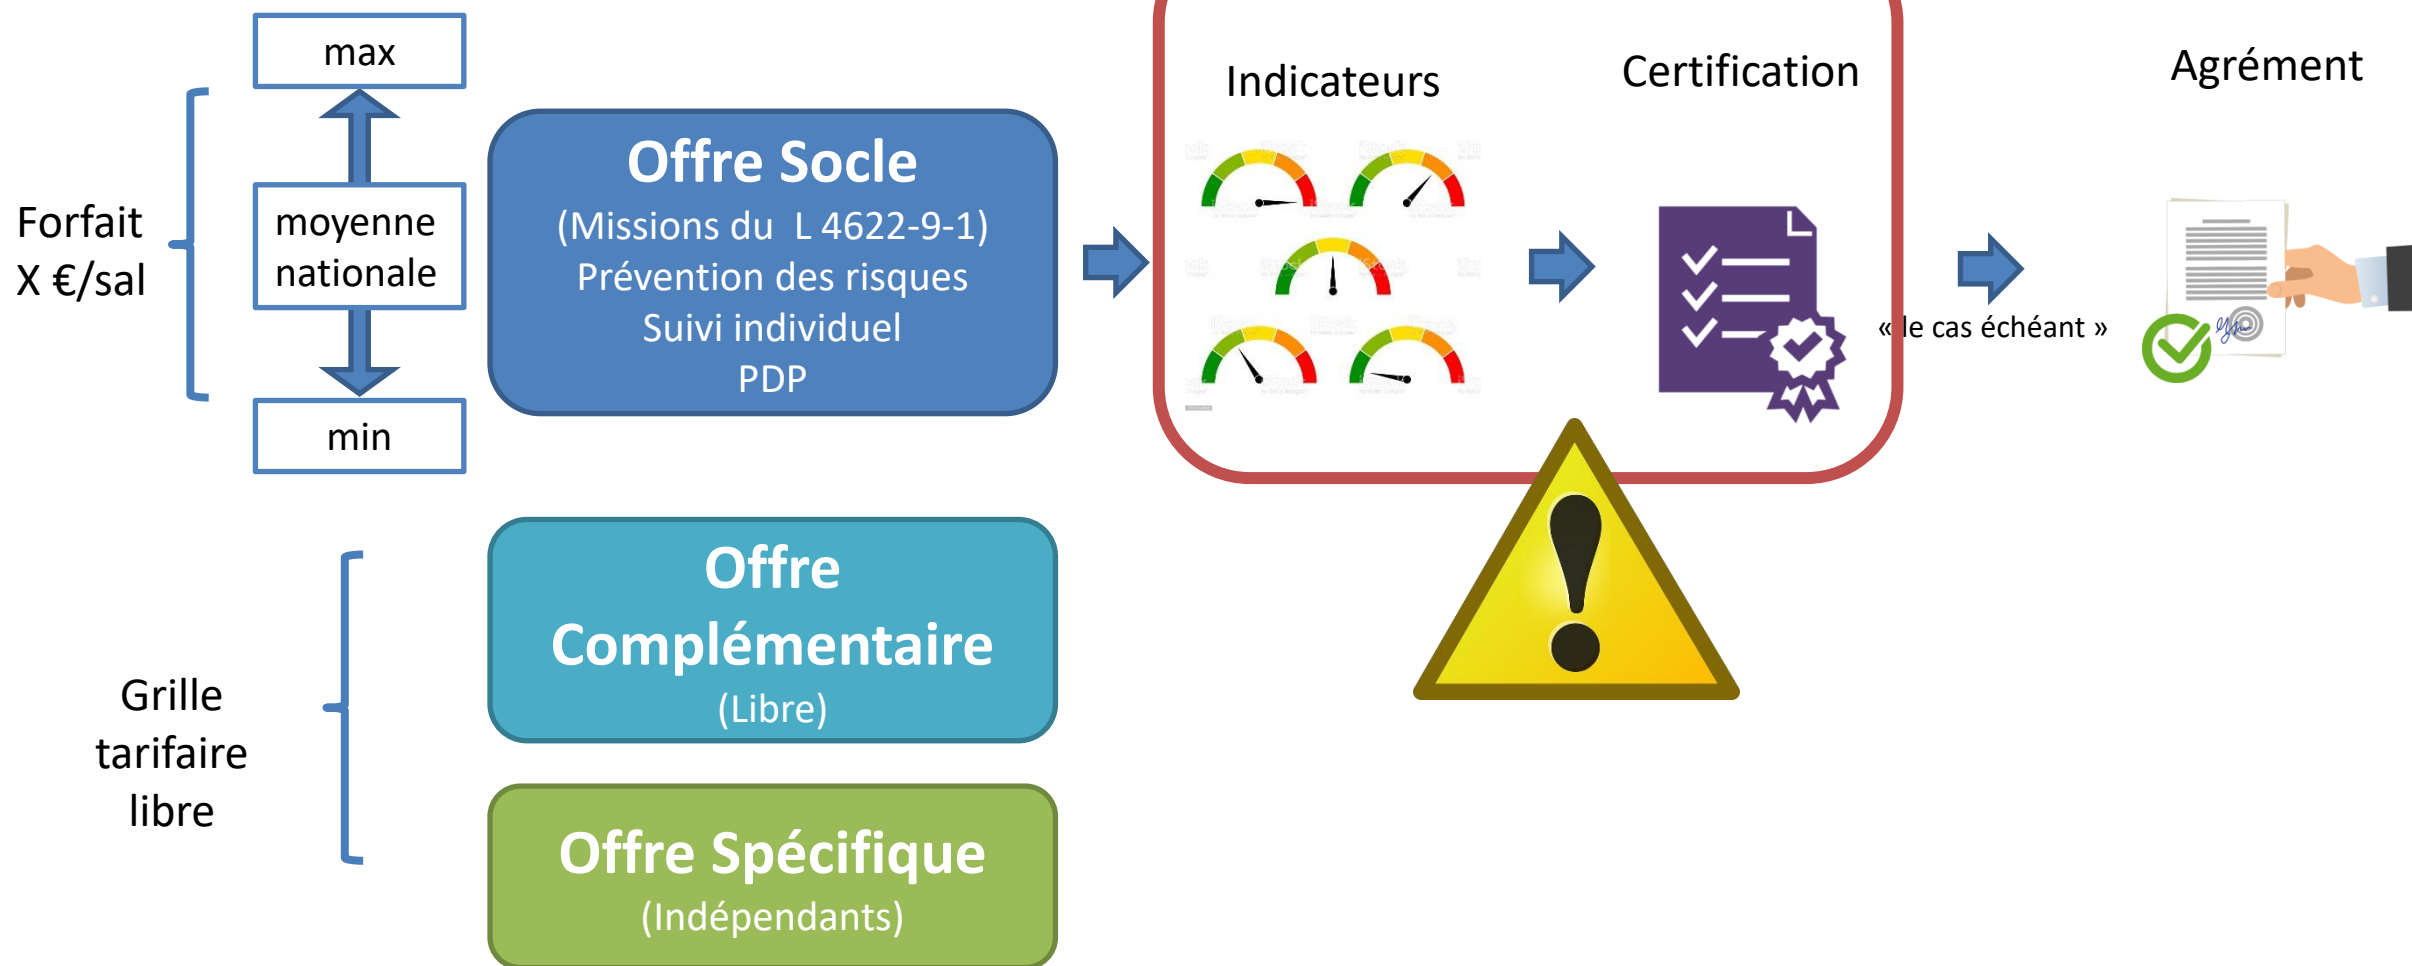 max
Forfait
X €/sal
moyenne
nationale
min
Offre Socle
(Missions du L 4622-9-1)
Prévention des risques
Suivi individuel
PDP
Indicateurs
Certification
« le cas échéant »
Agrément
Grille
tarifaire
libre
Offre
Complémentaire
(Libre)
Offre Spécifique
(Indépendants)